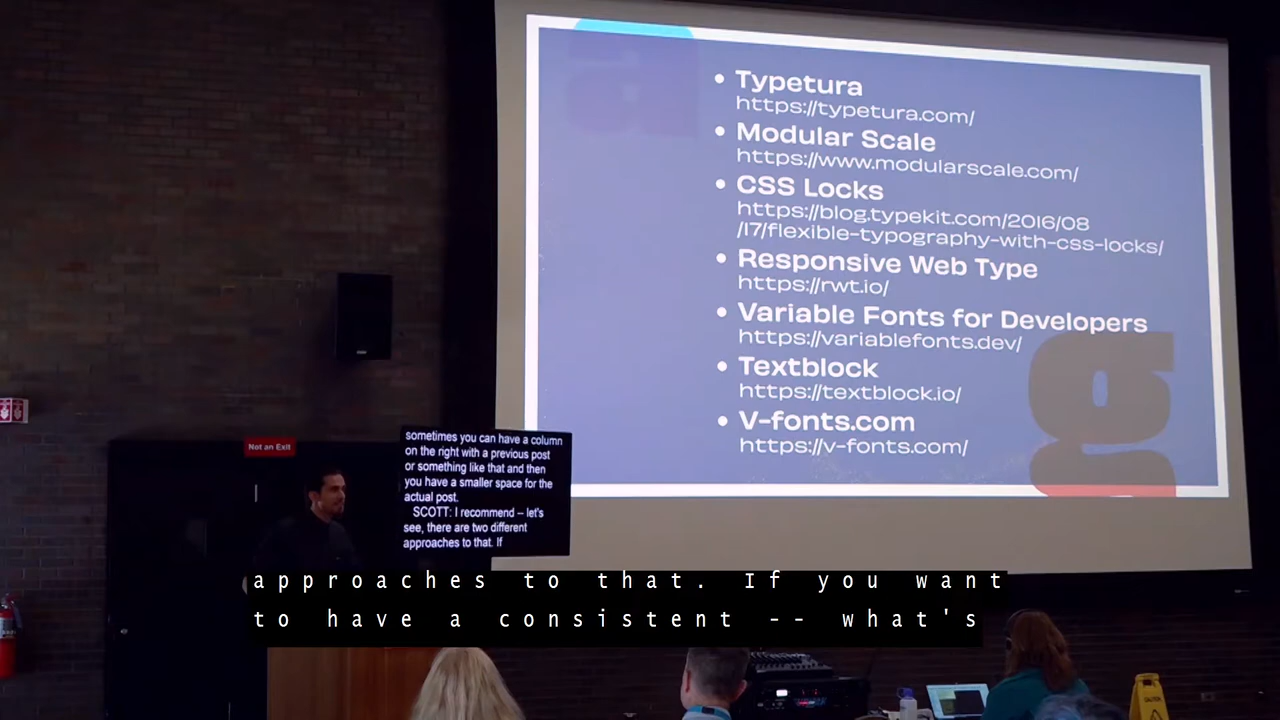 • Typetura
https://typetura.com/
• Modular Scale
https://www.modularscale.com/
• CSS Locks
https://blog.typekit.com/2016/08
/17/flexible-typography-with-css-locks/
• Responsive Web Type
https://rwt.io/
• Variable Fonts for Developers
https://variablefonts.dev/
• Textblock
https://textblock.io/
• V-fonts.com
https://v-fonts.com/
g
Not an Exit
sometimes you can have a column
on the right with a previous post
or something like that and then
you have a smaller space for the
actual post.
SCOTT: I recommend -- let's
see, there are two different
approaches to that. If
approaches to that. If you want
to have a consistent -- what's
CAUTION